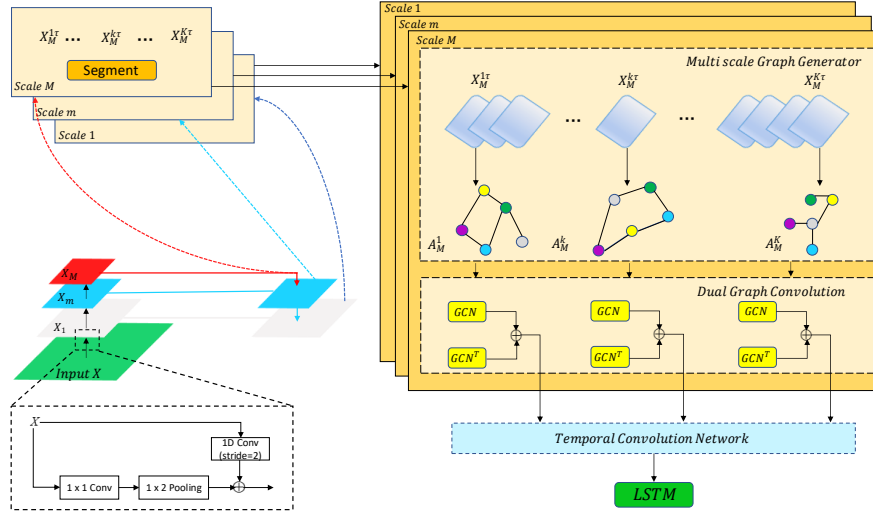 X_M^{1τ} ... X_M^{kτ} ... X_M^{Kτ}
Segment
Scale M
Scale m
Scale 1
Scale 1
Scale m
Scale M
Multi scale Graph Generator
X_M^{1τ} X_M^{kτ} X_M^{Kτ}
... ...
A_M^1 A_M^k A_M^K
Dual Graph Convolution
GCN GCN GCN
GCN^T GCN^T GCN^T
Temporal Convolution Network
LSTM
X_M
X_m
X_1
Input X
X
1D Conv
(stride=2)
1 x 1 Conv 1 x 2 Pooling